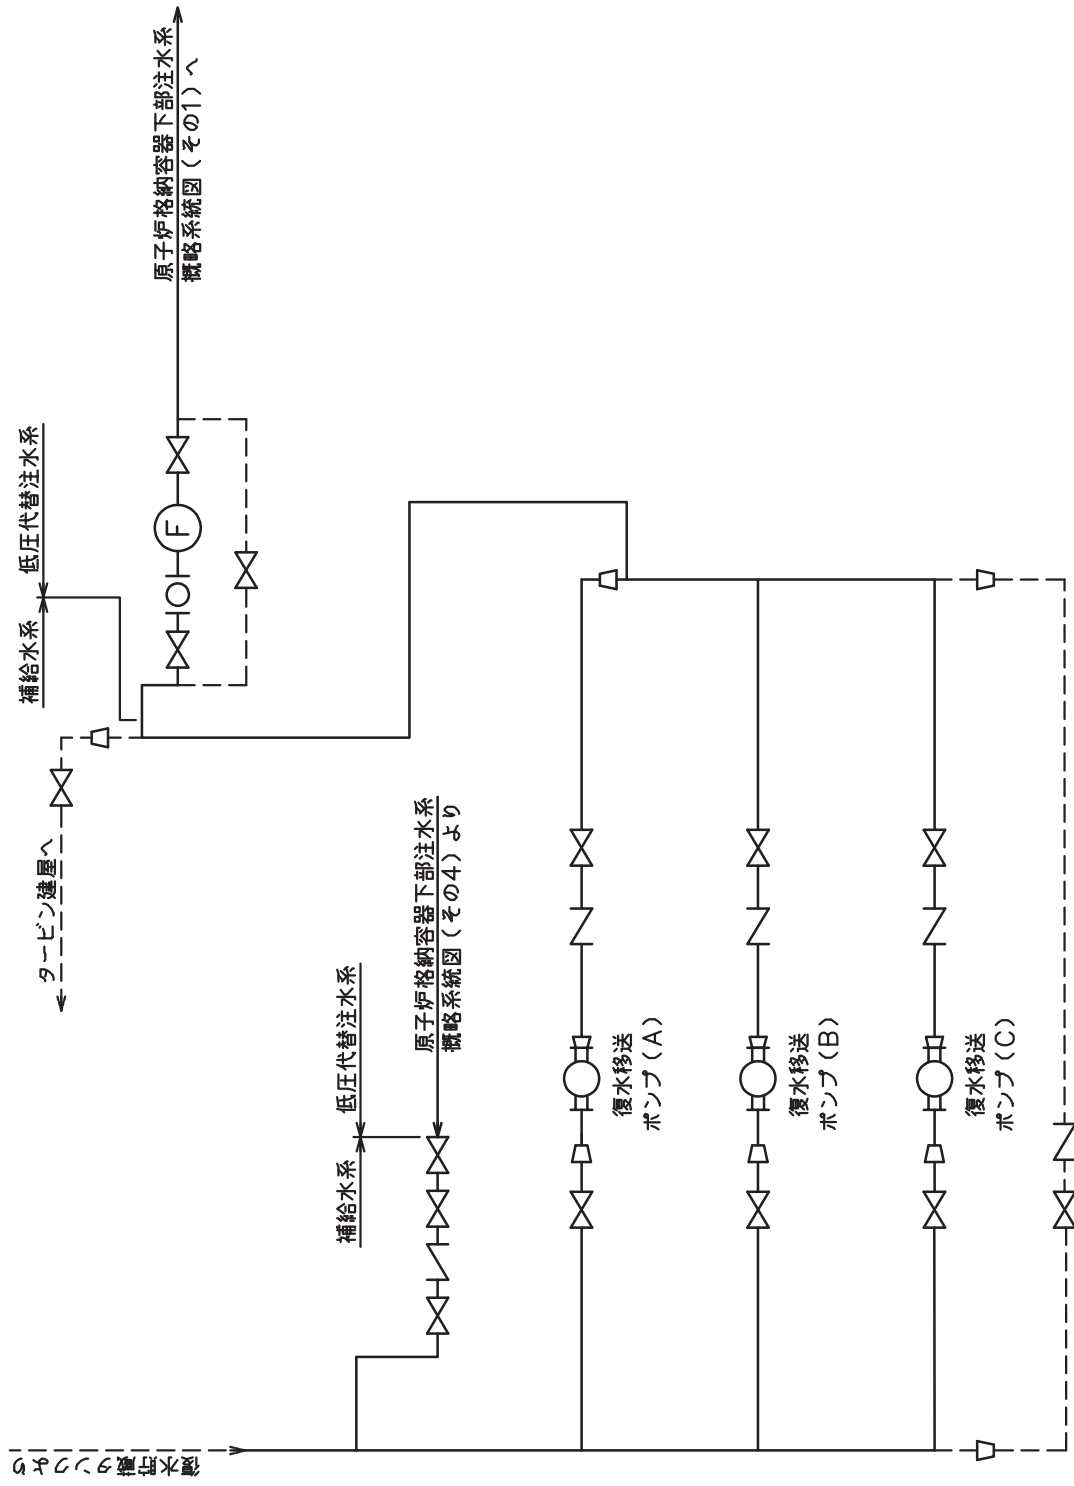 原子炉格納容器下部注水系
概略系統図(その1)へ
低圧代替注水系
補給水系
タービン建屋へ
原子炉格納容器下部注水系
概略系統図(その4)より
低圧代替注水系
補給水系
F
復水移送
ポンプ(A)
復水移送
ポンプ(B)
復水移送
ポンプ(C)
復水貯蔵タンクより